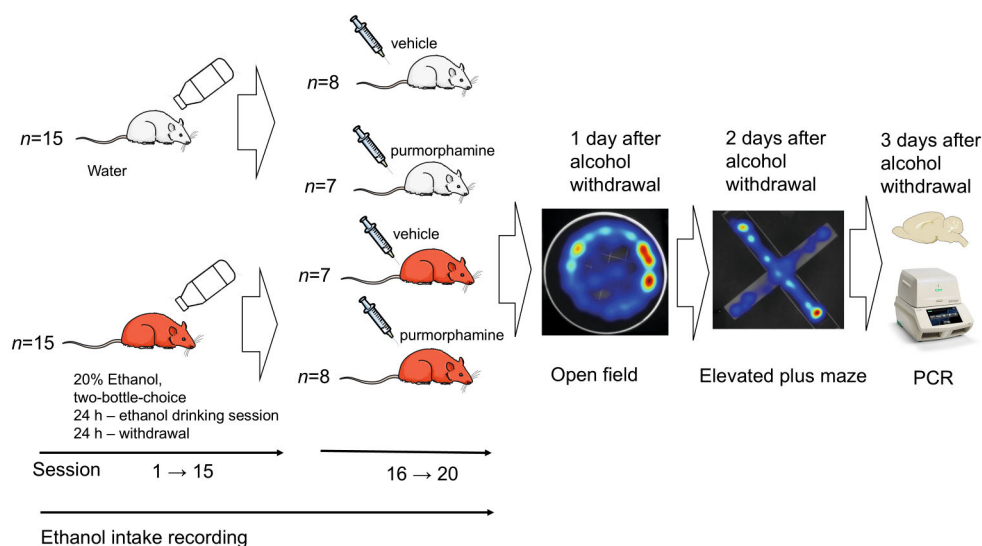 vehicle
n=8
n=15
Water
purmorphamine
n=7
vehicle
n=7
purmorphamine
n=8
n=15
20% Ethanol,
two-bottle-choice
24 h – ethanol drinking session
24 h – withdrawal
1 day after
alcohol
withdrawal
Open field
2 days after
alcohol
withdrawal
Elevated plus maze
3 days after
alcohol
withdrawal
PCR
Session 1 → 15
16 → 20
Ethanol intake recording